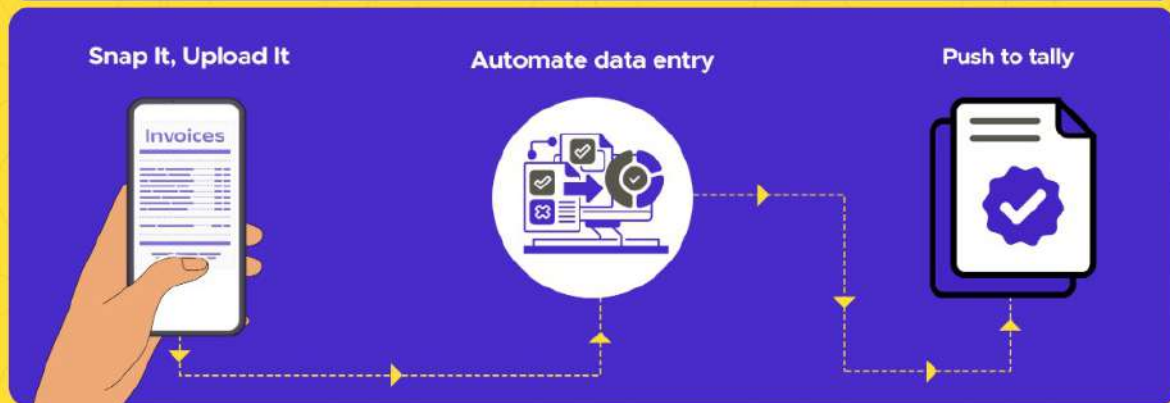 Snap It, Upload It
Automate data entry
Push to tally
Invoices